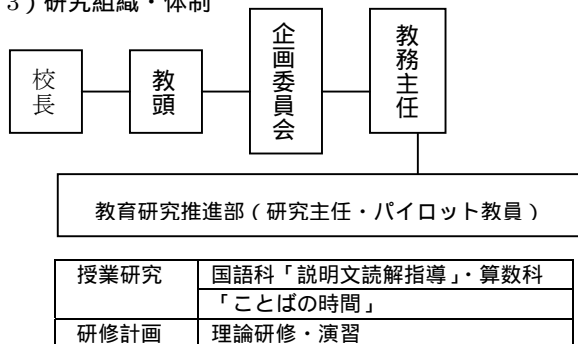 3）研究組織・体制
校長
教頭
企画委員会
教務主任
教育研究推進部（研究主任・パイロット教員）
授業研究
国語科「説明文読解指導」・算数科
「ことばの時間」
研修計画
理論研修・演習